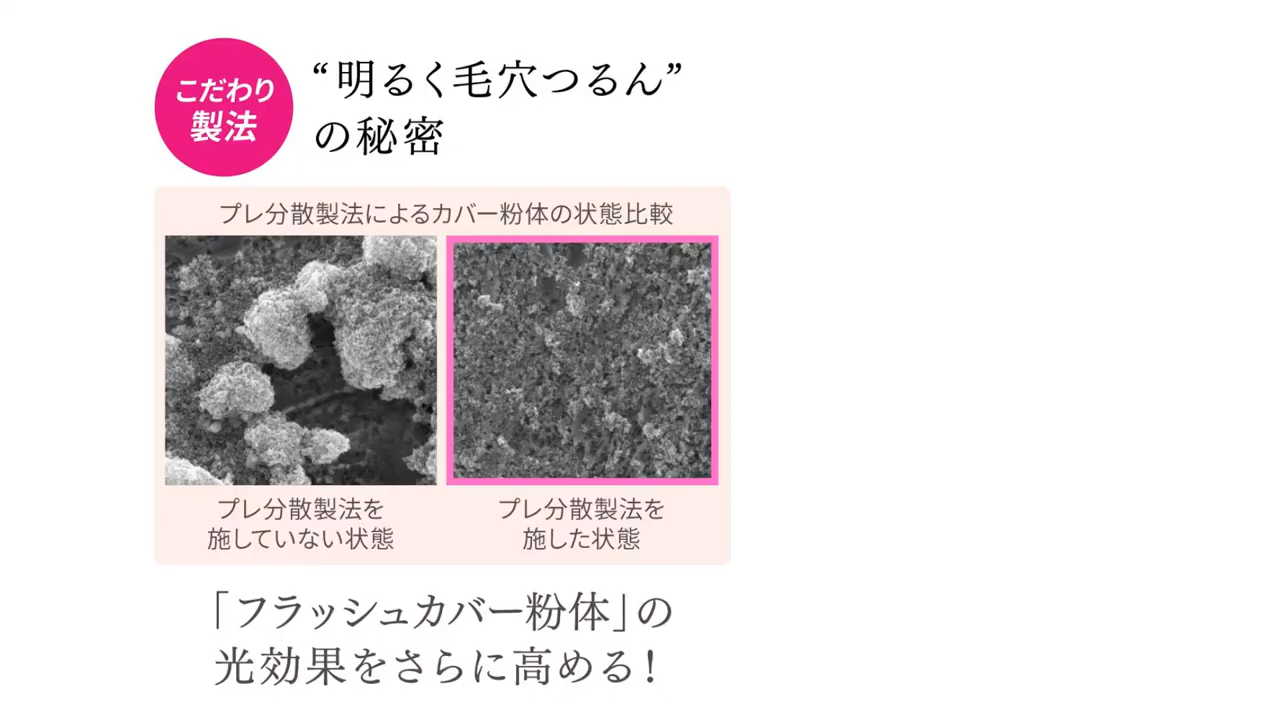 こだわり
製法
“明るく毛穴つるん”
の秘密
プレ分散製法によるカバー粉体の状態比較
プレ分散製法を
施していない状態
プレ分散製法を
施した状態
「フラッシュカバー粉体」の
光効果をさらに高める！